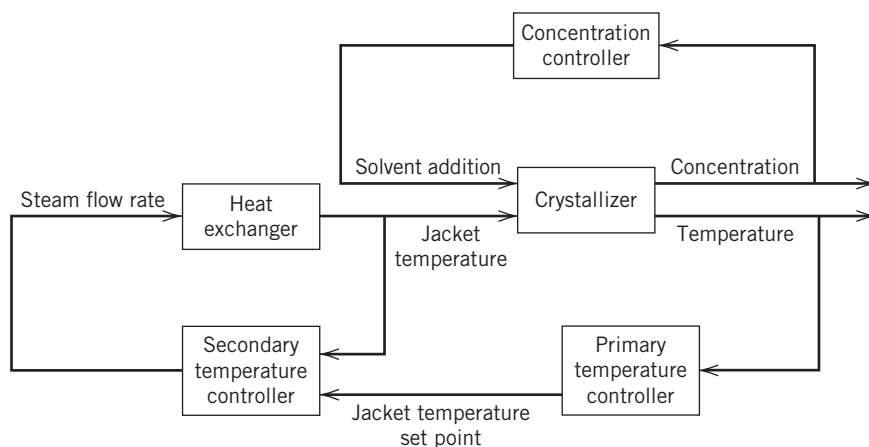 Concentration
controller
Solvent addition
Concentration
Steam flow rate
Heat
exchanger
Crystallizer
Jacket
temperature
Temperature
Secondary
temperature
controller
Primary
temperature
controller
Jacket temperature
set point